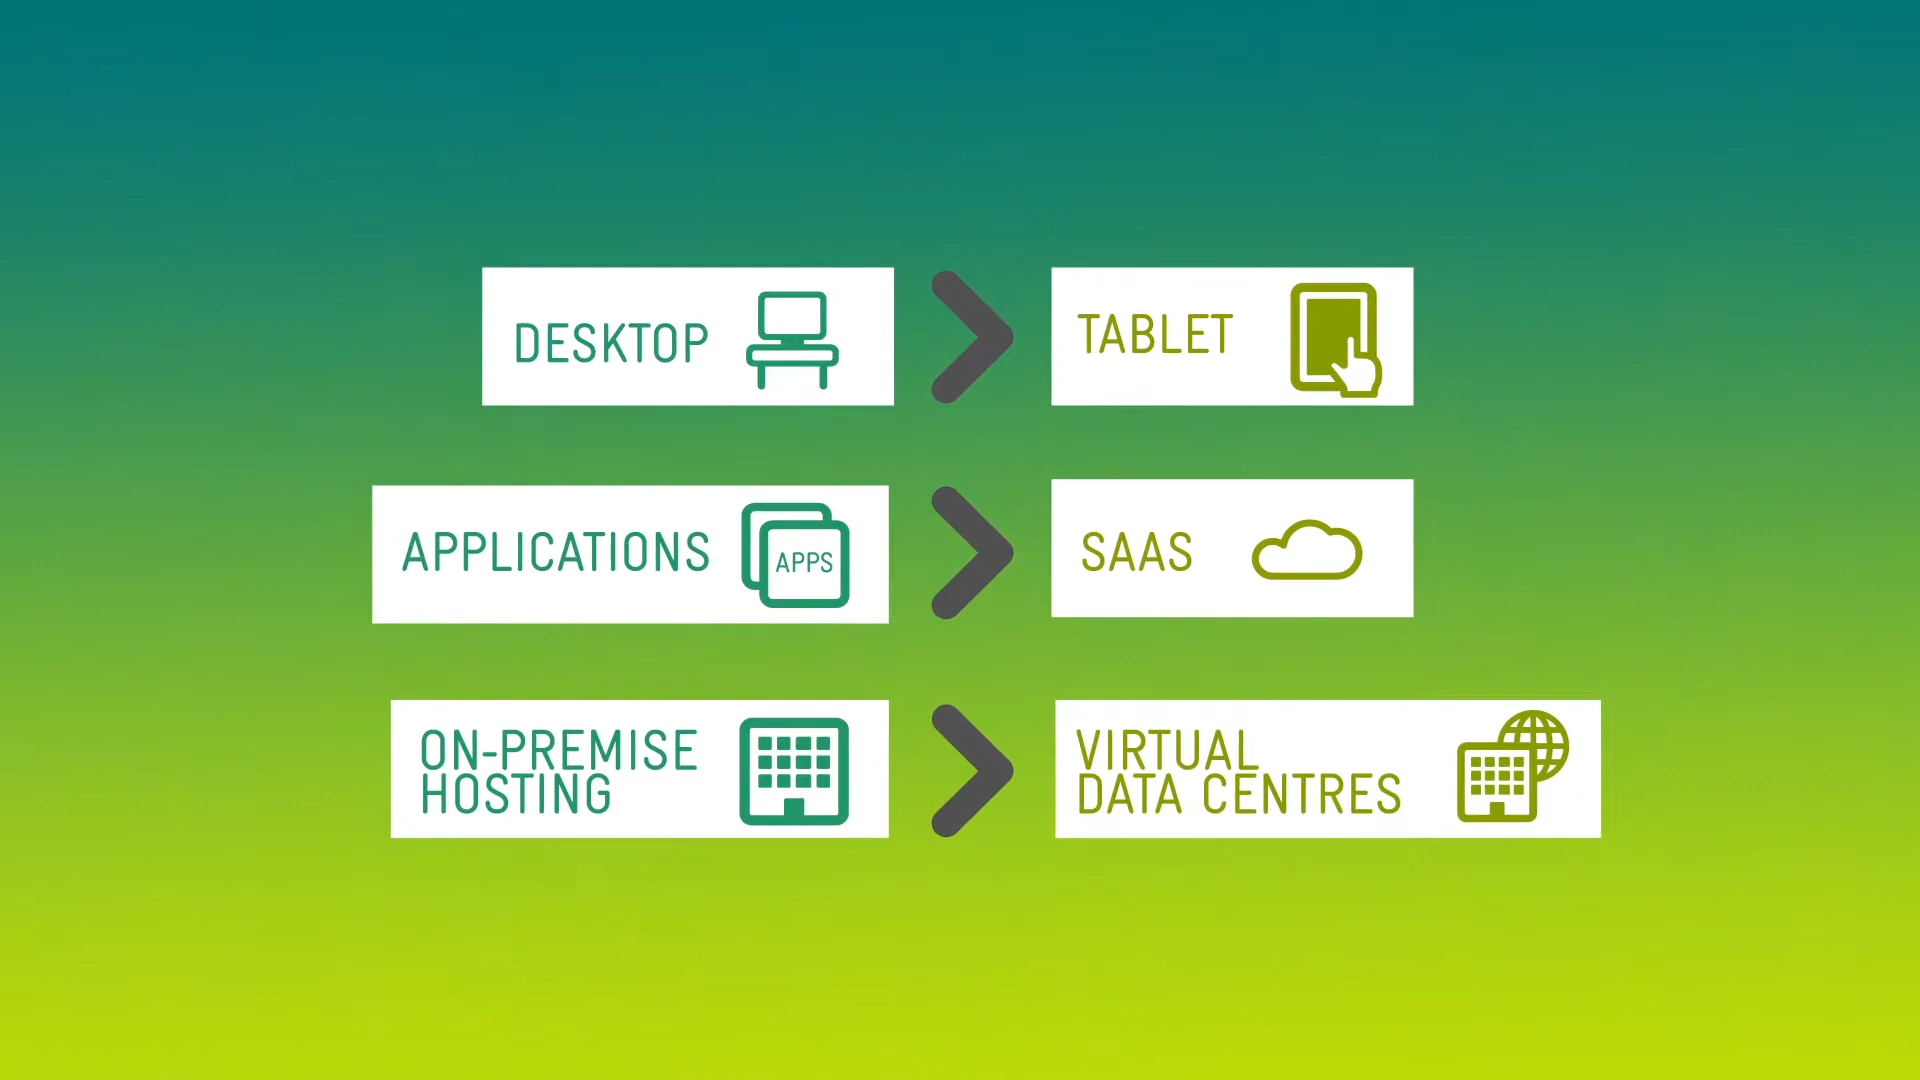 DESKTOP
TABLET
APPLICATIONS
APPS
SAAS
ON-PREMISE
HOSTING
VIRTUAL
DATA CENTRES